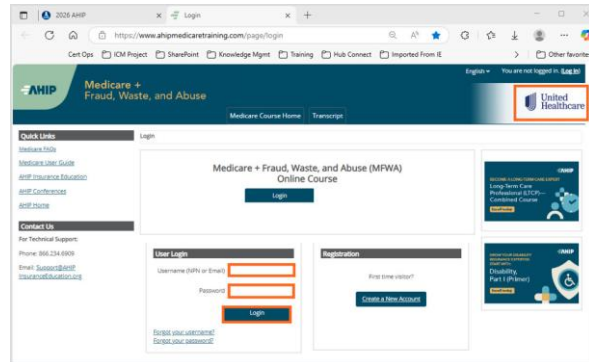 2026 AHIP
Login
https://www.ahipmedicaretraining.com/page/login
Cert Ops ICM Project SharePoint Knowledge Mgmt Training Hub Connect Imported From IE Other favorites
English You are not logged in. (Log in)
AHIP
Medicare +
Fraud, Waste, and Abuse
United
Healthcare
Medicare Course Home Transcript
Quick Links
Medicare FAQs
Medicare User Guide
AHIP Insurance Education
AHIP Conferences
AHIP Home
Contact Us
For Technical Support:
Phone: 866.234.6909
Email: Support@AHIP
InsuranceEducation.org
Login
Medicare + Fraud, Waste, and Abuse (MFWA)
Online Course
Login
User Login
Username (NPN or Email)
Password
Login
Forgot your username?
Forgot your password?
Registration
First time visitor?
Create a New Account
AHIP
Long-Term Care
Professional (LTCP)—
Combined Course
AHIP
Disability,
Part I (Primer)